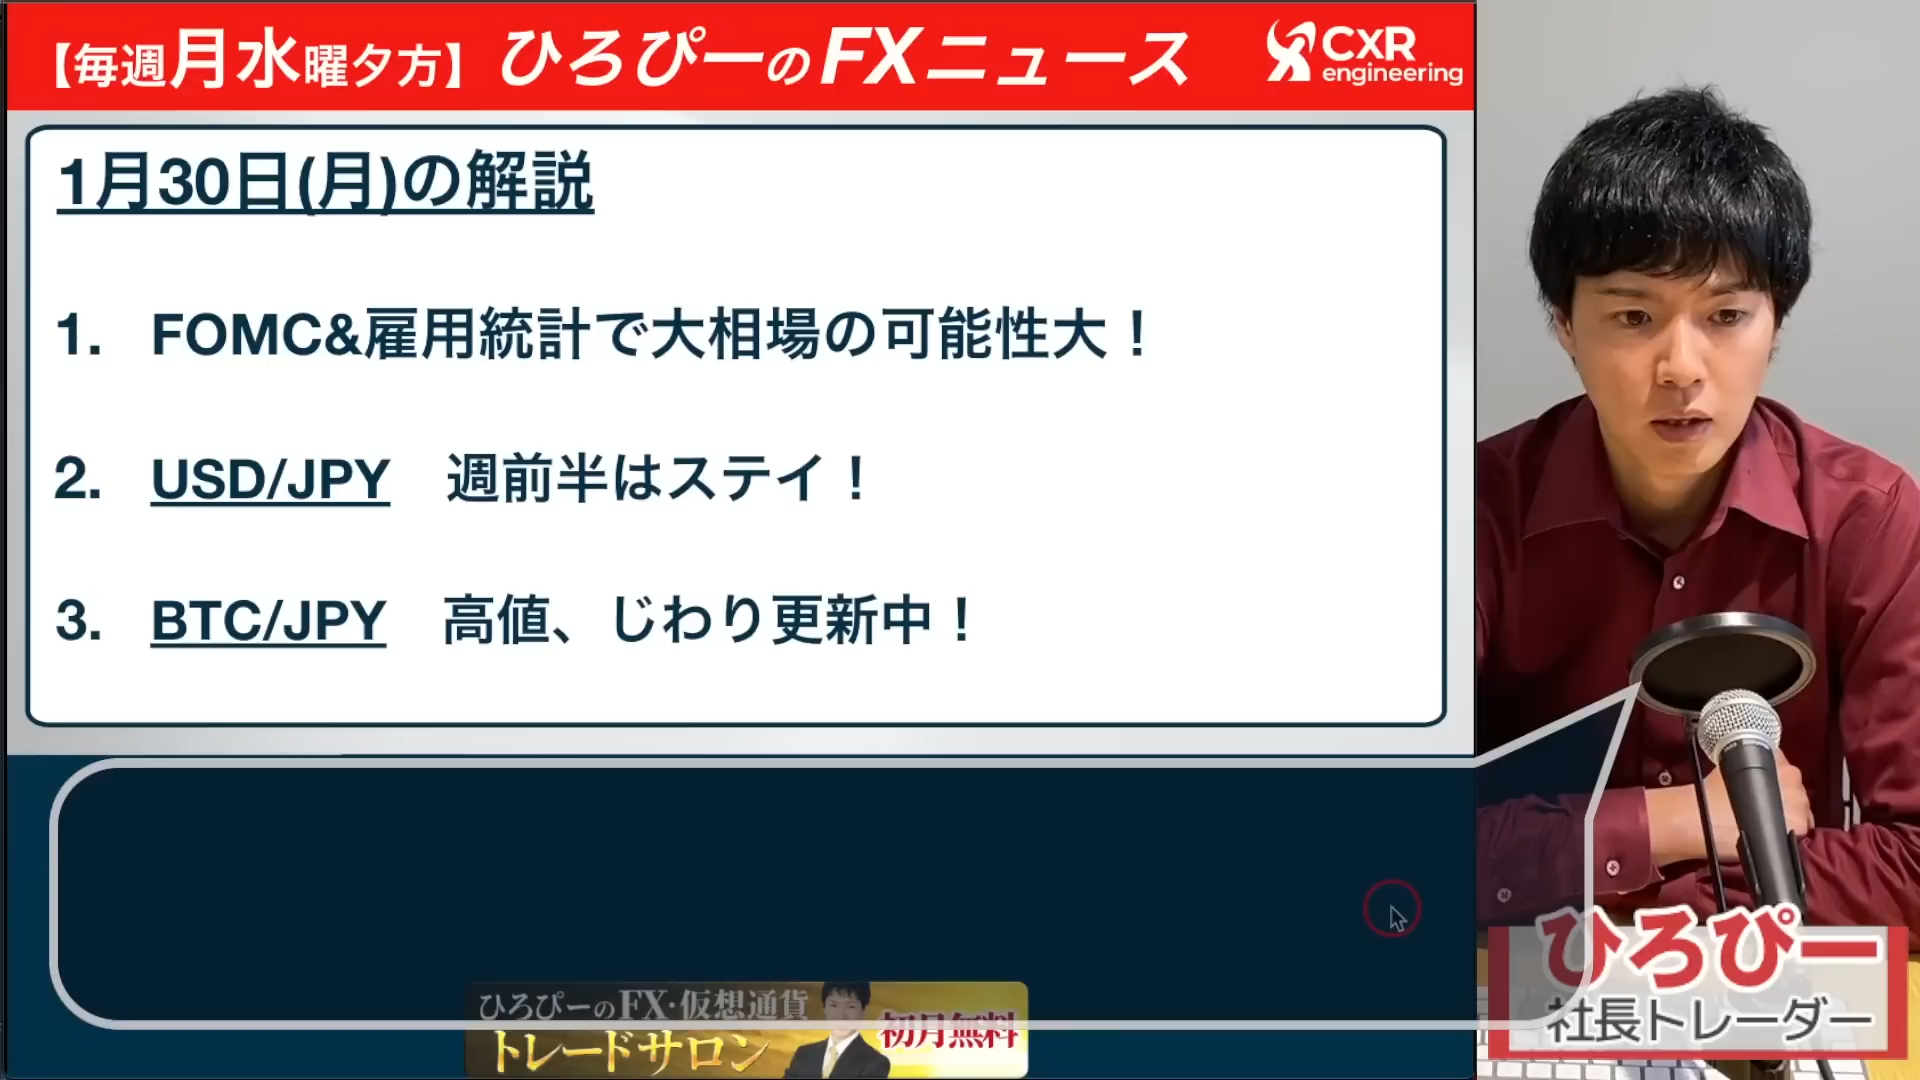 【毎週月水曜夕方】ひろぴーのFXニュース
CXR
engineering
1月30日(月)の解説
1. FOMC&雇用統計で大相場の可能性大！
2. USD/JPY 週前半はステイ！
3. BTC/JPY 高値、じわり更新中！
ひろぴーのFX・仮想通貨
トレードサロン
初月無料
ひろぴー
社長トレーダー